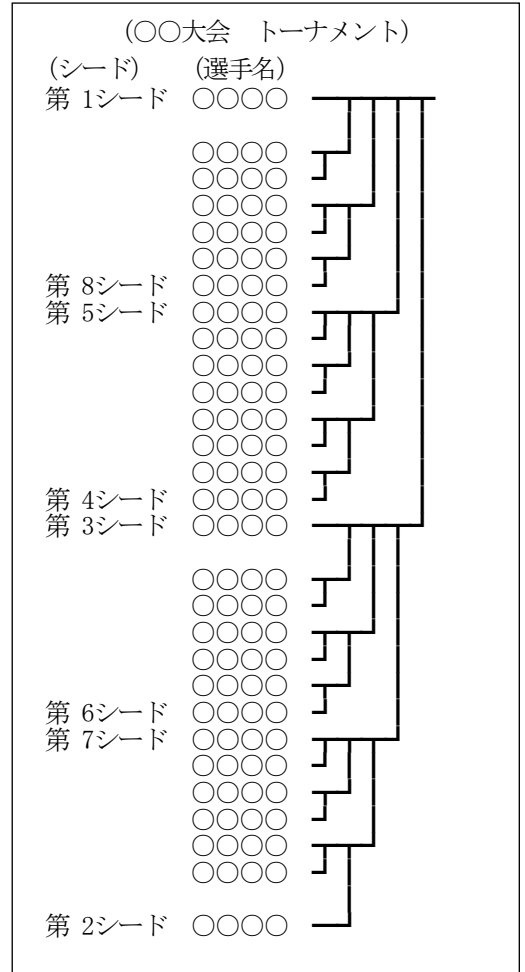 (○○大会　トーナメント)
(シード)　(選手名)
第 1シード　○○○○
○○○○
○○○○
○○○○
○○○○
○○○○
第 8シード　○○○○
第 5シード　○○○○
○○○○
○○○○
○○○○
○○○○
○○○○
○○○○
第 4シード　○○○○
第 3シード　○○○○
○○○○
○○○○
○○○○
○○○○
○○○○
第 6シード　○○○○
第 7シード　○○○○
○○○○
○○○○
○○○○
○○○○
○○○○
第 2シード　○○○○